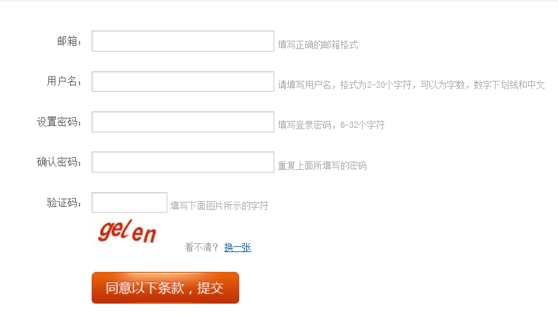 邮箱： 填写正确的邮箱格式
用户名： 请填写用户名，格式为2-20个字符，可以为字数，数字下划线和中文
设置密码： 填写登录密码，6-32个字符
确认密码： 重复上面所填写的密码
验证码： 填写下面图片所示的字符
gelen 看不清？ 换一张
同意以下条款，提交